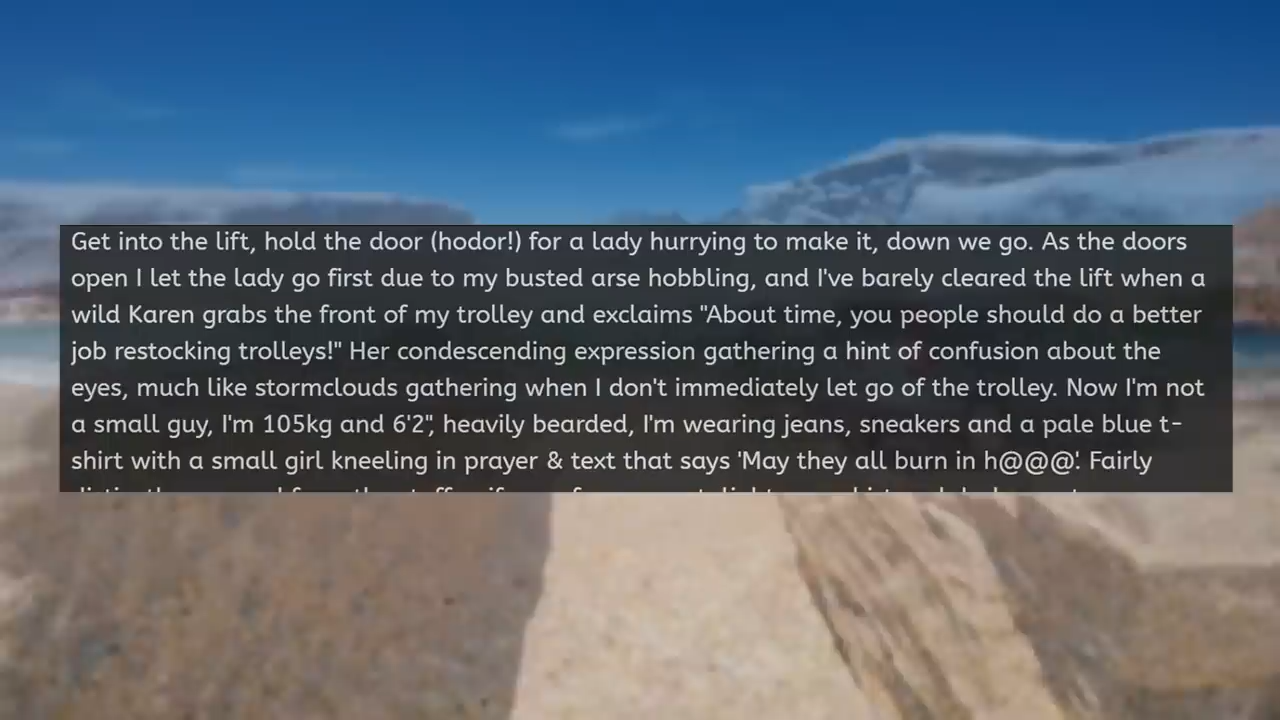 Get into the lift, hold the door (hodor!) for a lady hurrying to make it, down we go. As the doors
open I let the lady go first due to my busted arse hobbling, and I've barely cleared the lift when a
wild Karen grabs the front of my trolley and exclaims "About time, you people should do a better
job restocking trolleys!" Her condescending expression gathering a hint of confusion about the
eyes, much like stormclouds gathering when I don't immediately let go of the trolley. Now I'm not
a small guy, I'm 105kg and 6'2", heavily bearded, I'm wearing jeans, sneakers and a pale blue t-
shirt with a small girl kneeling in prayer & text that says 'May they all burn in h@@@'. Fairly